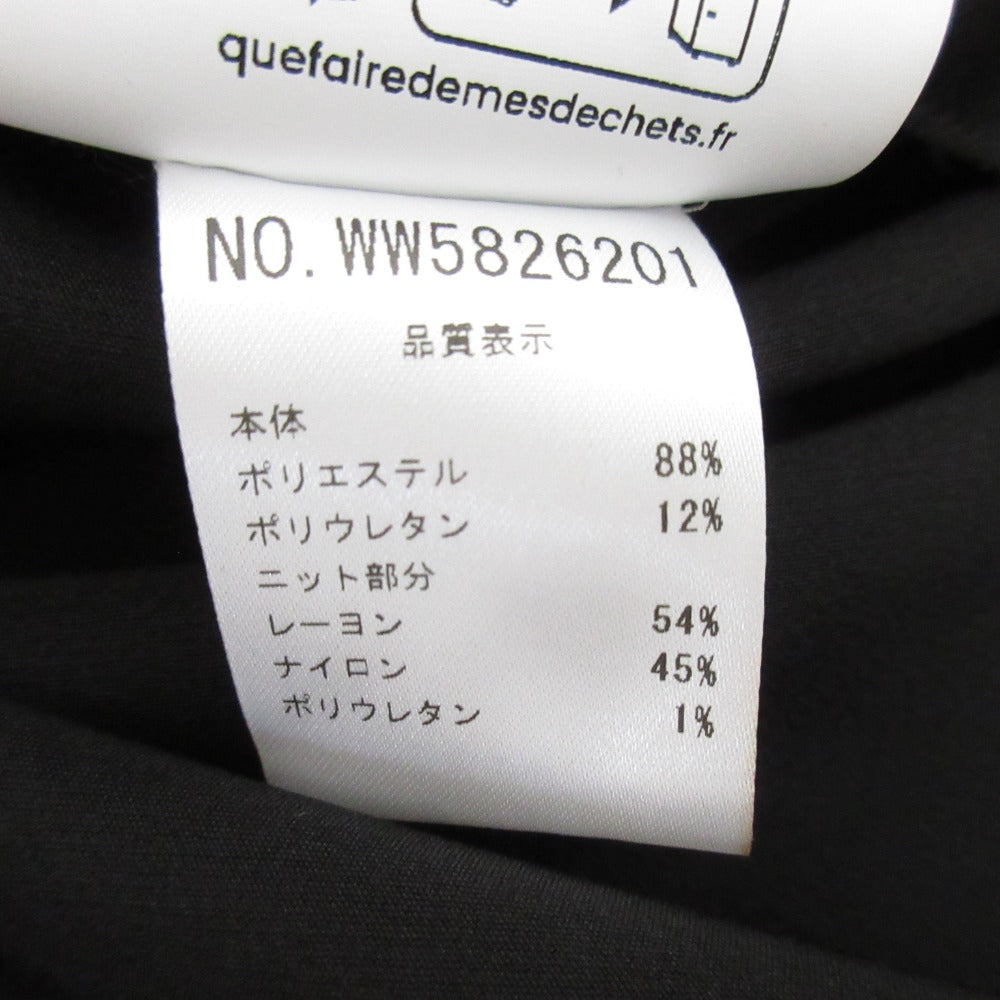 quefairedemesdechets.fr
NO. WW5826201
品質表示
本体
ポリエステル 88%
ポリウレタン 12%
ニット部分
レーヨン 54%
ナイロン 45%
ポリウレタン 1%